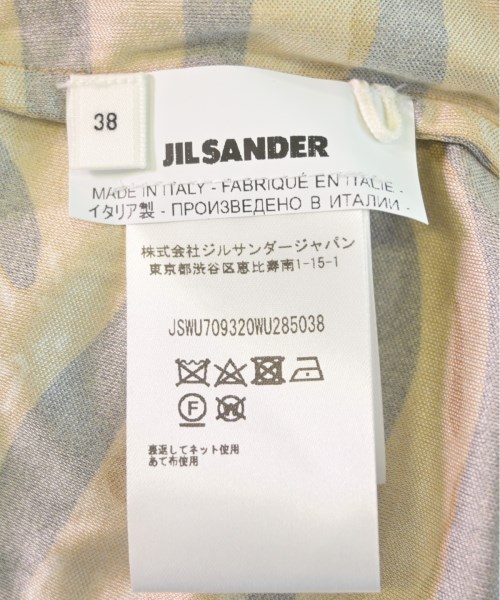 38
JIL SANDER
MADE IN ITALY - FABRIQUÉ EN ITALIE -
イタリア製 - ПРОИЗВЕДЕНО В ИТАЛИИ -
株式会社ジルサンダージャパン
東京都渋谷区恵比寿南1-15-1
JSWU709320WU285038
F W
裏返してネット使用
あて布使用